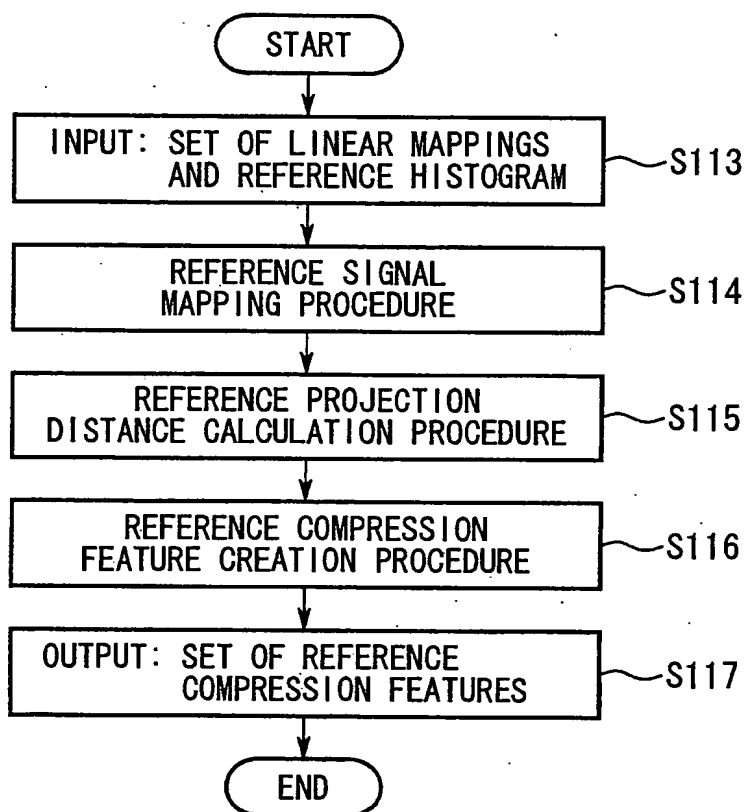 START
INPUT: SET OF LINEAR MAPPINGS
AND REFERENCE HISTOGRAM
S113
REFERENCE SIGNAL
MAPPING PROCEDURE
S114
REFERENCE PROJECTION
DISTANCE CALCULATION PROCEDURE
S115
REFERENCE COMPRESSION
FEATURE CREATION PROCEDURE
S116
OUTPUT: SET OF REFERENCE
COMPRESSION FEATURES
S117
END